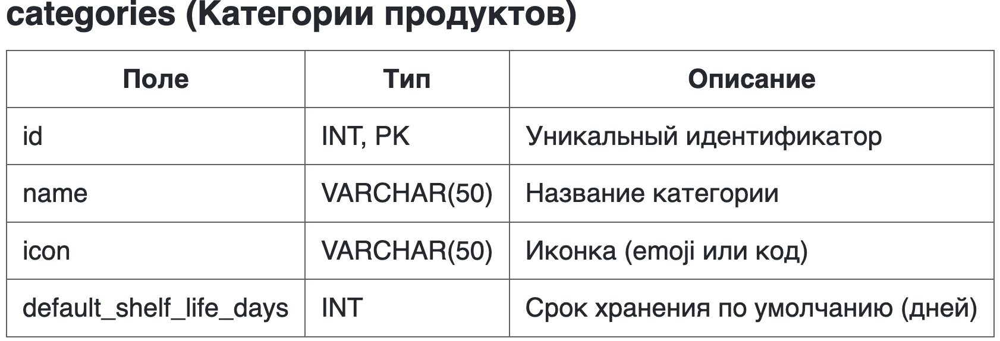 categories (Категории продуктов)
Поле Тип Описание
id INT, PK Уникальный идентификатор
name VARCHAR(50) Название категории
icon VARCHAR(50) Иконка (emoji или код)
default_shelf_life_days INT Срок хранения по умолчанию (дней)